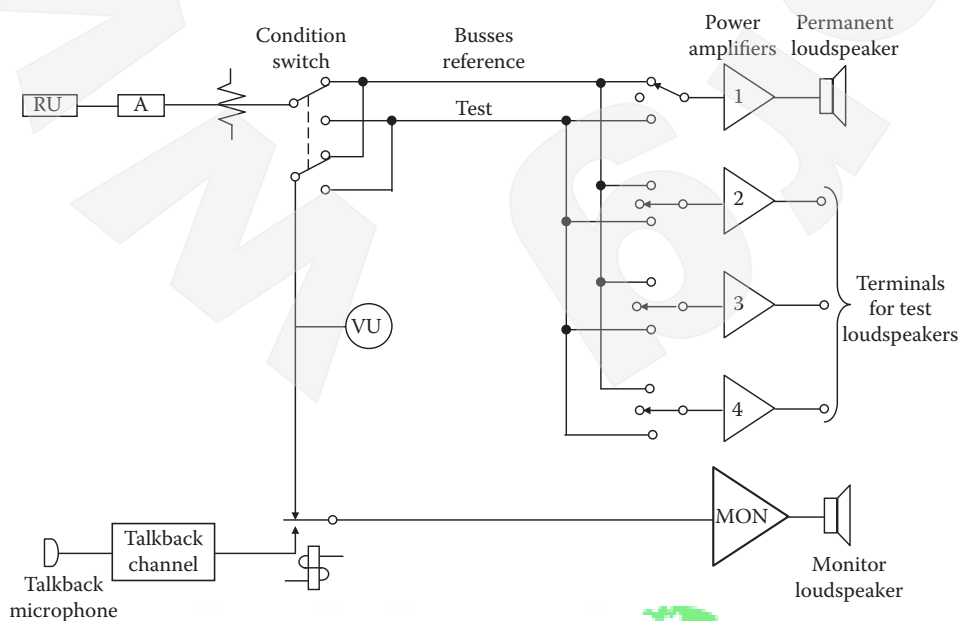 Condition
switch
Busses
reference
Power
amplifiers
Permanent
loudspeaker
RU
A
1
Test
2
3
Terminals
for test
loudspeakers
VU
4
MON
Talkback
channel
Talkback
microphone
Monitor
loudspeaker